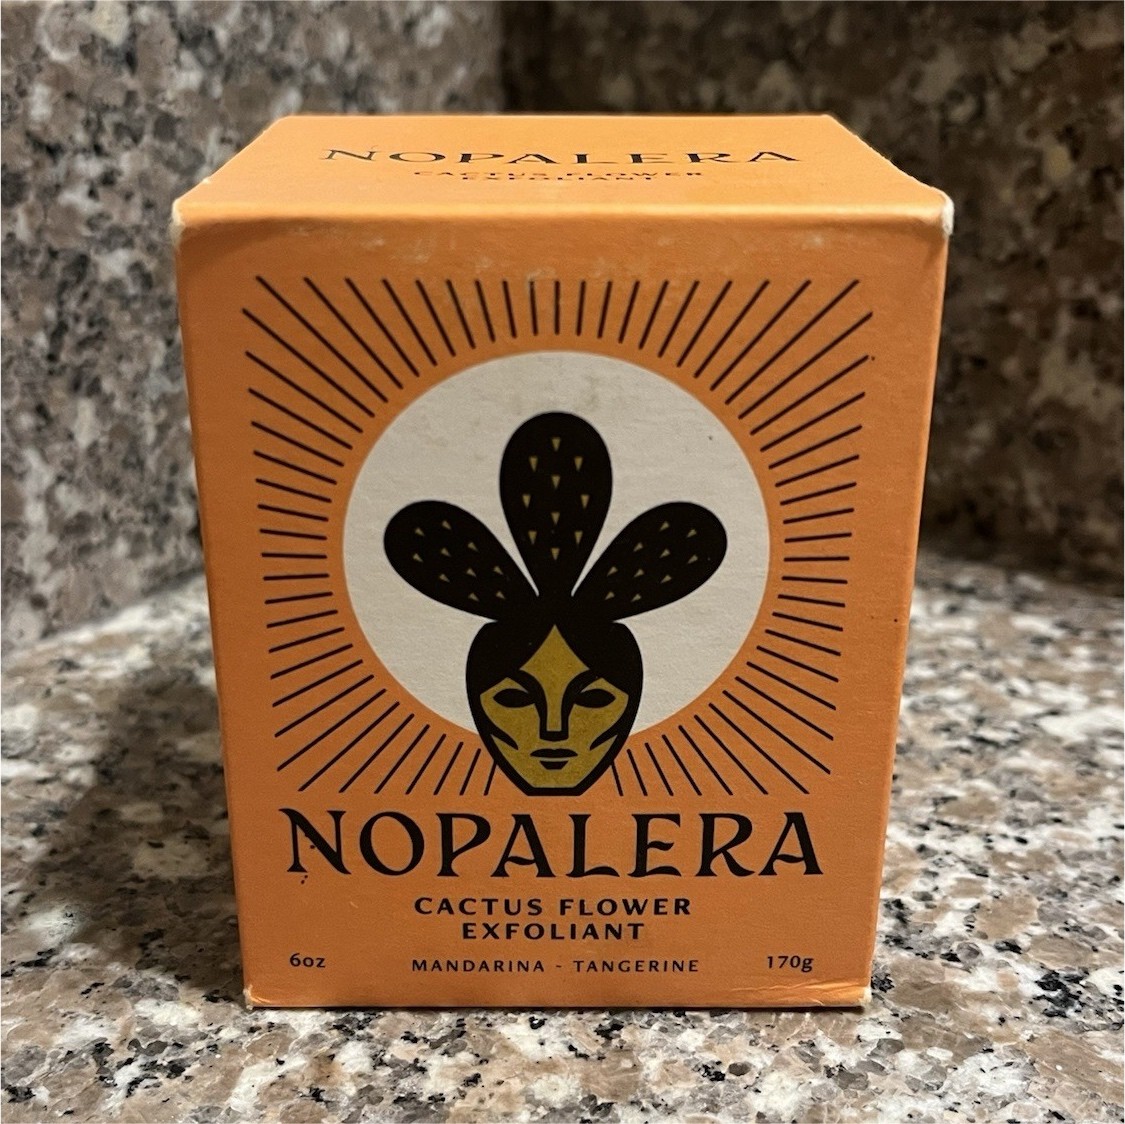 NOPALERA
CACTUS FLOWER
EXFOLIANT
NOPALERA
CACTUS FLOWER
EXFOLIANT
6oz MANDARINA - TANGERINE 170g